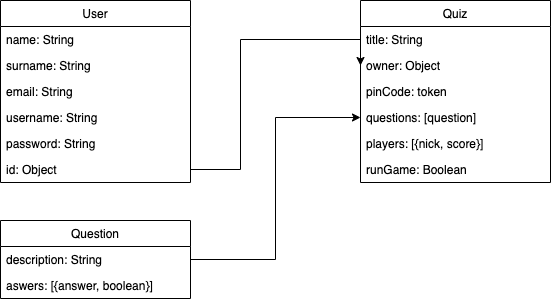 User
name: String
surname: String
email: String
username: String
password: String
id: Object
Quiz
title: String
owner: Object
pinCode: token
questions: [question]
players: [{nick, score}]
runGame: Boolean
Question
description: String
aswers: [{answer, boolean}]